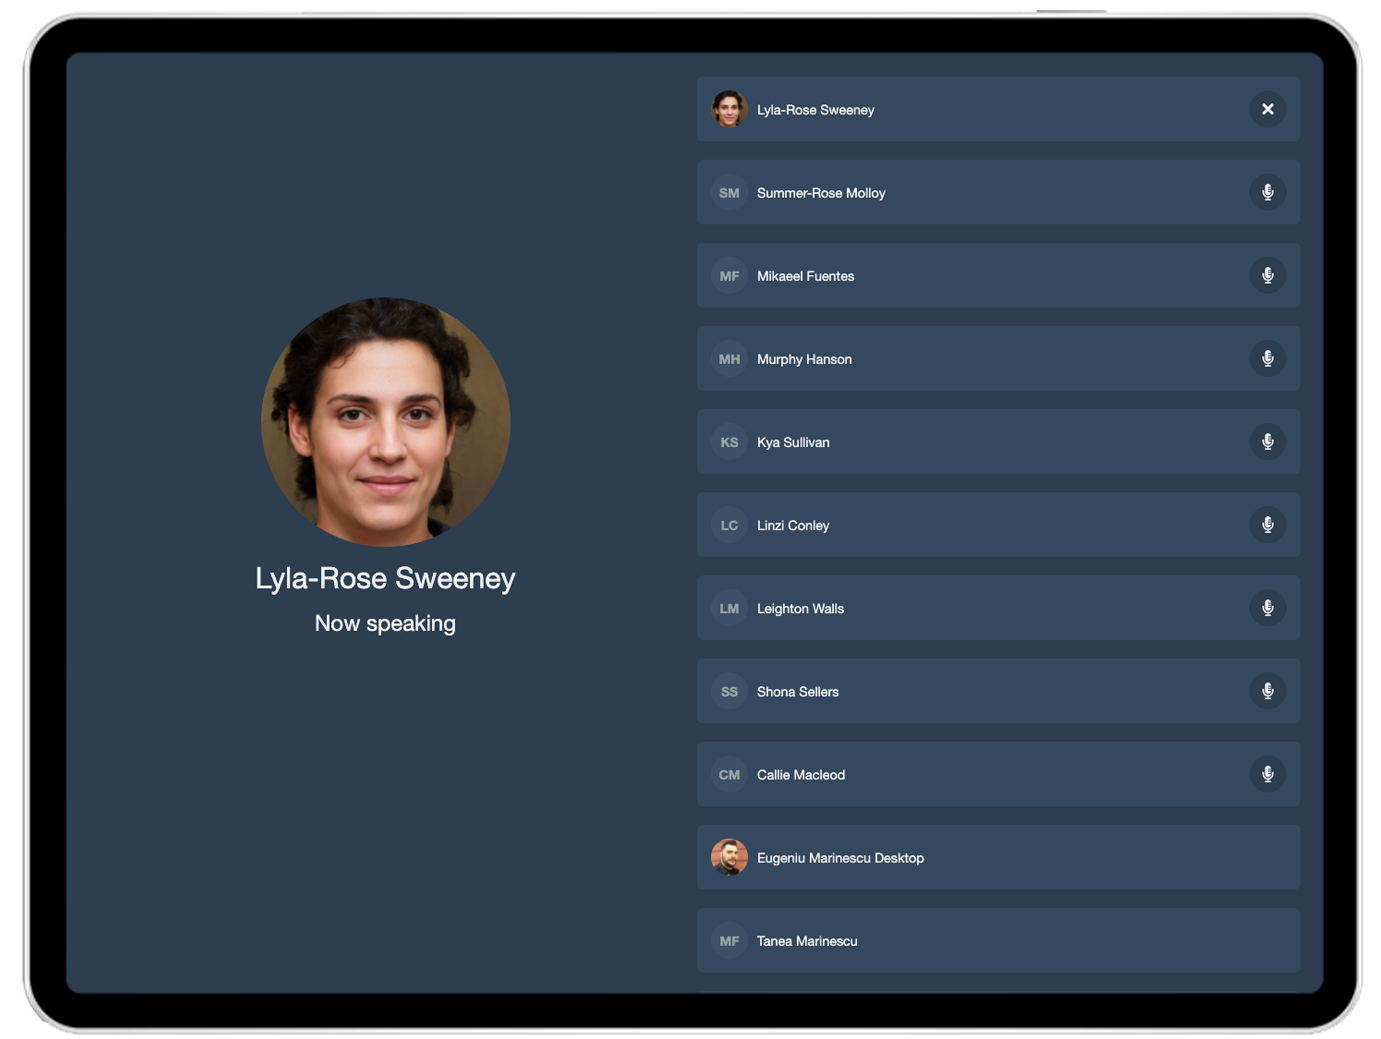 Lyla-Rose Sweeney
Now speaking
Lyla-Rose Sweeney
SM Summer-Rose Molloy
MF Mikaeel Fuentes
MH Murphy Hanson
KS Kya Sullivan
LC Linzi Conley
LM Leighton Walls
SS Shona Sellers
CM Callie Macleod
Eugeniu Marinescu Desktop
MF Tanea Marinescu